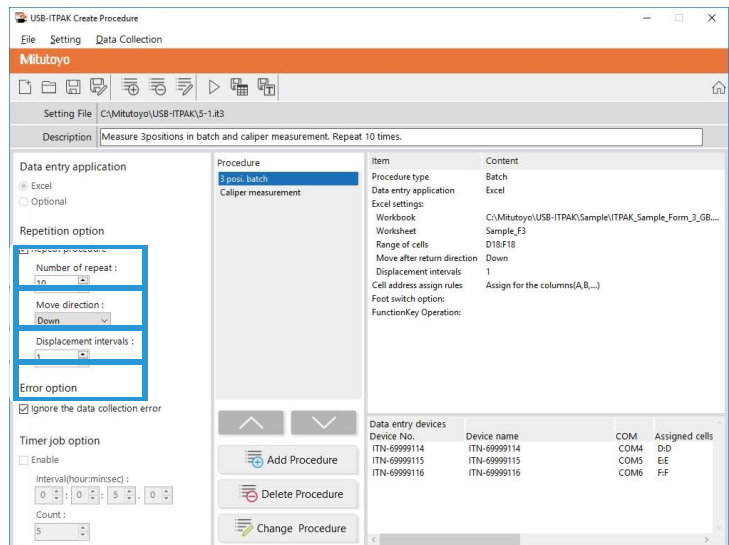 USB-ITPAK Create Procedure
File Setting Data Collection
Mitutoyo
Setting File C:\Mitutoyo\USB-ITPAK\5-1.it3
Description Measure 3positions in batch and caliper measurement. Repeat 10 times.
Data entry application
Excel
Optional
Repetition option
Repeat procedure
Number of repeat :
10
Move direction :
Down
Displacement intervals :
1
Error option
Ignore the data collection error
Timer job option
Enable
Interval(hour:min:sec) :
0 : 0 : 5 . 0
Count :
5
Procedure
3 posi. batch
Caliper measurement
Add Procedure
Delete Procedure
Change Procedure
Item Content
Procedure type Batch
Data entry application Excel
Excel settings:
Workbook C:\Mitutoyo\USB-ITPAK\Sample\ITPAK_Sample_Form_3_GB....
Worksheet Sample_F3
Range of cells D18:F18
Move after return direction Down
Displacement intervals 1
Cell address assign rules Assign for the columns(A,B,...)
Foot switch option:
FunctionKey Operation:
Data entry devices
Device No. Device name COM Assigned cells
ITN-69999114 ITN-69999114 COM4 D:D
ITN-69999115 ITN-69999115 COM5 E:E
ITN-69999116 ITN-69999116 COM6 F:F